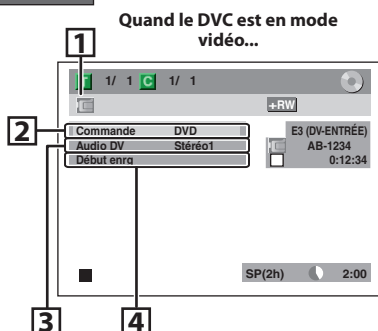 Quand le DVC est en mode
vidéo...
1
T 1/ 1 C 1/ 1
+RW
2
Commande DVD
E3 (DV-ENTRÉE)
Audio DV Stéréo1
AB-1234
Début enrg
0:12:34
SP(2h) 2:00
3 4